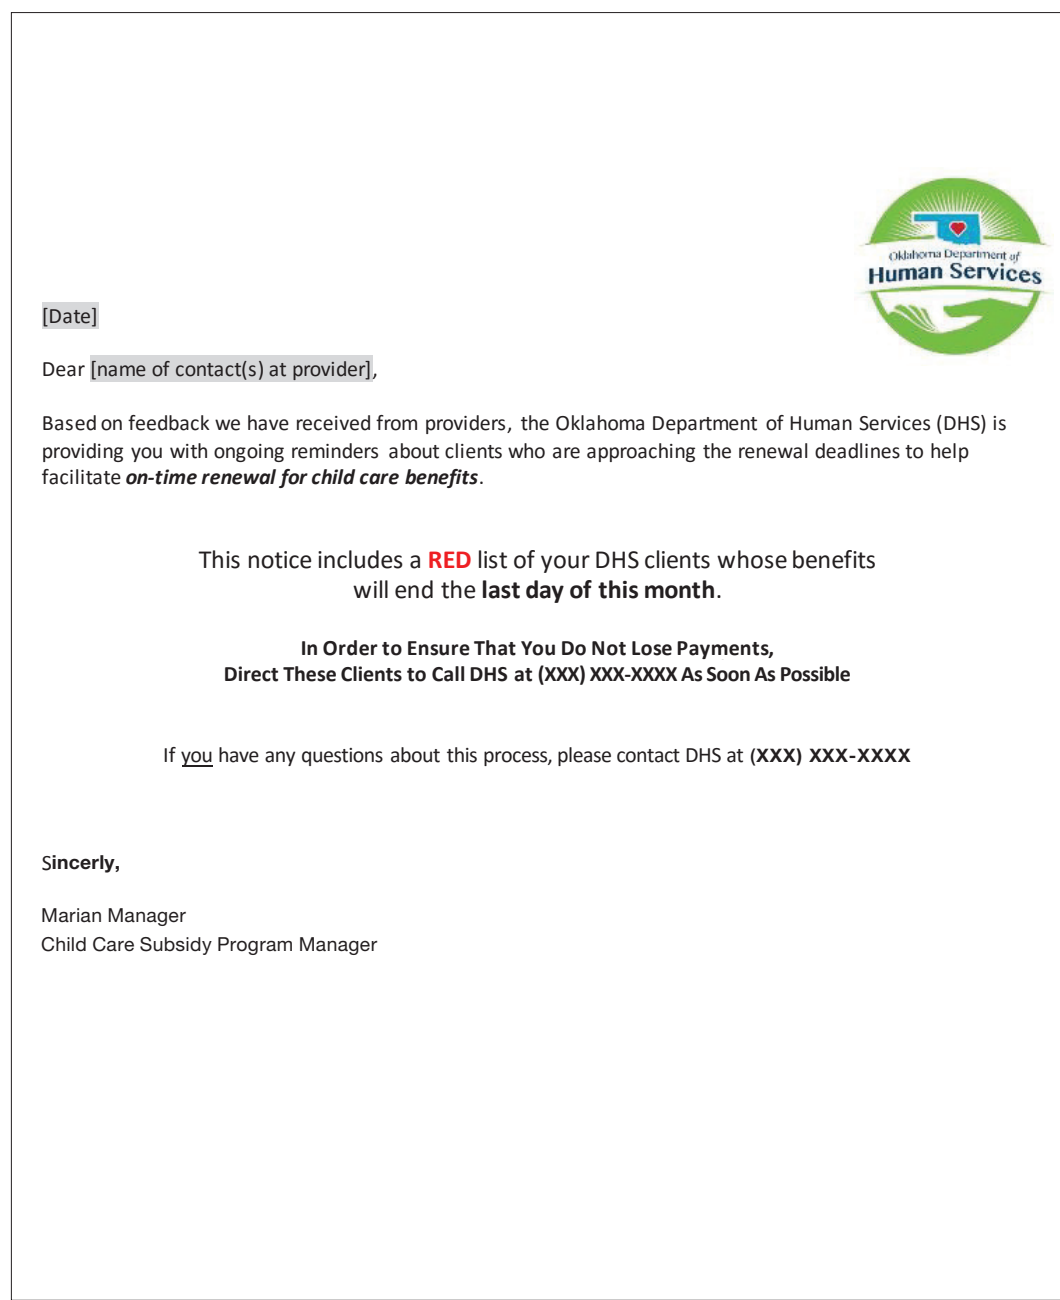 Oklahoma Department of
Human Services
[Date]
Dear [name of contact(s) at provider],
Based on feedback we have received from providers, the Oklahoma Department of Human Services (DHS) is
providing you with ongoing reminders about clients who are approaching the renewal deadlines to help
facilitate on-time renewal for child care benefits.
This notice includes a RED list of your DHS clients whose benefits
will end the last day of this month.
In Order to Ensure That You Do Not Lose Payments,
Direct These Clients to Call DHS at (XXX) XXX-XXXX As Soon As Possible
If you have any questions about this process, please contact DHS at (XXX) XXX-XXXX
Sincerly,
Marian Manager
Child Care Subsidy Program Manager